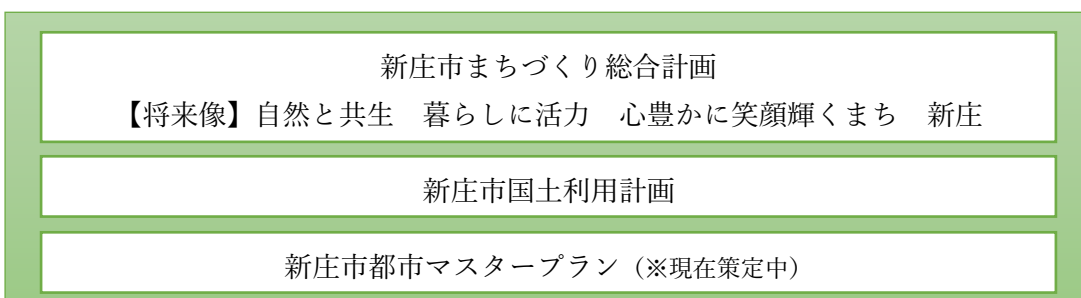 新庄市まちづくり総合計画
【将来像】自然と共生　暮らしに活力　心豊かに笑顔輝くまち　新庄
新庄市国土利用計画
新庄市都市マスタープラン（※現在策定中）